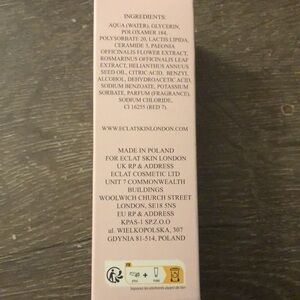 INGREDIENTS:
AQUA (WATER), GLYCERIN,
POLOXAMER 184,
POLYSORBATE 20, LACTIS LIPIDA,
CERAMIDE 3, PAEONIA
OFFICINALIS FLOWER EXTRACT,
ROSMARINUS OFFICINALIS LEAF
EXTRACT, HELIANTHUS ANNUUS
SEED OIL, CITRIC ACID, BENZYL
ALCOHOL, DEHYDROACETIC ACID,
SODIUM BENZOATE, POTASSIUM
SORBATE, PARFUM (FRAGRANCE),
SODIUM CHLORIDE,
CI 16255 (RED 7).
WWW.ECLATSKINLONDON.COM
MADE IN POLAND
FOR ECLAT SKIN LONDON
UK RP & ADDRESS
ECLAT COSMETIC LTD
UNIT 7 COMMONWEALTH
BUILDINGS
WOOLWICH CHURCH STREET
LONDON, SE18 5NS
EU RP & ADDRESS
KPAS-1 SP.Z O.O
ul. WIELKOPOLSKA, 307
GDYNIA 81-514, POLAND
FR
+